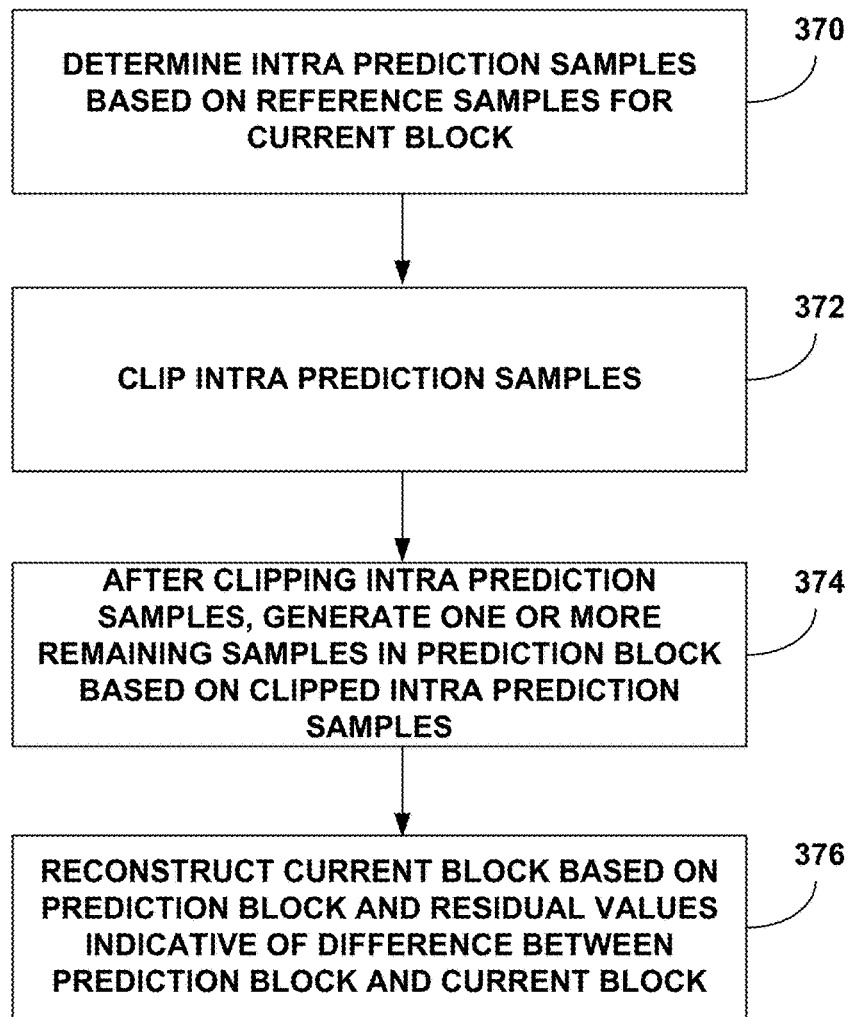 370
DETERMINE INTRA PREDICTION SAMPLES
BASED ON REFERENCE SAMPLES FOR
CURRENT BLOCK
372
CLIP INTRA PREDICTION SAMPLES
374
AFTER CLIPPING INTRA PREDICTION
SAMPLES, GENERATE ONE OR MORE
REMAINING SAMPLES IN PREDICTION BLOCK
BASED ON CLIPPED INTRA PREDICTION
SAMPLES
376
RECONSTRUCT CURRENT BLOCK BASED ON
PREDICTION BLOCK AND RESIDUAL VALUES
INDICATIVE OF DIFFERENCE BETWEEN
PREDICTION BLOCK AND CURRENT BLOCK